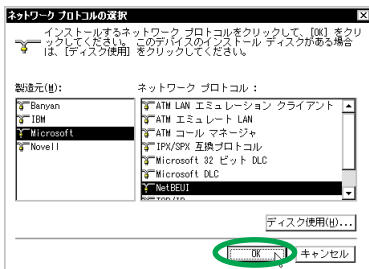 ネットワーク プロトコルの選択
インストールするネットワーク プロトコルをクリックして、[OK] をクリ
ックしてください。 このデバイスのインストール ディスクがある場合
は、[ディスク使用] をクリックしてください。
製造元(M):
ネットワーク プロトコル :
Banyan
IBM
Microsoft
Novell
ATM LAN エミュレーション クライアント
ATM エミュレート LAN
ATM コール マネージャ
IPX/SPX 互換プロトコル
Microsoft 32 ビット DLC
Microsoft DLC
NetBEUI
TCP/IP
ディスク使用(H)...
OK
キャンセル